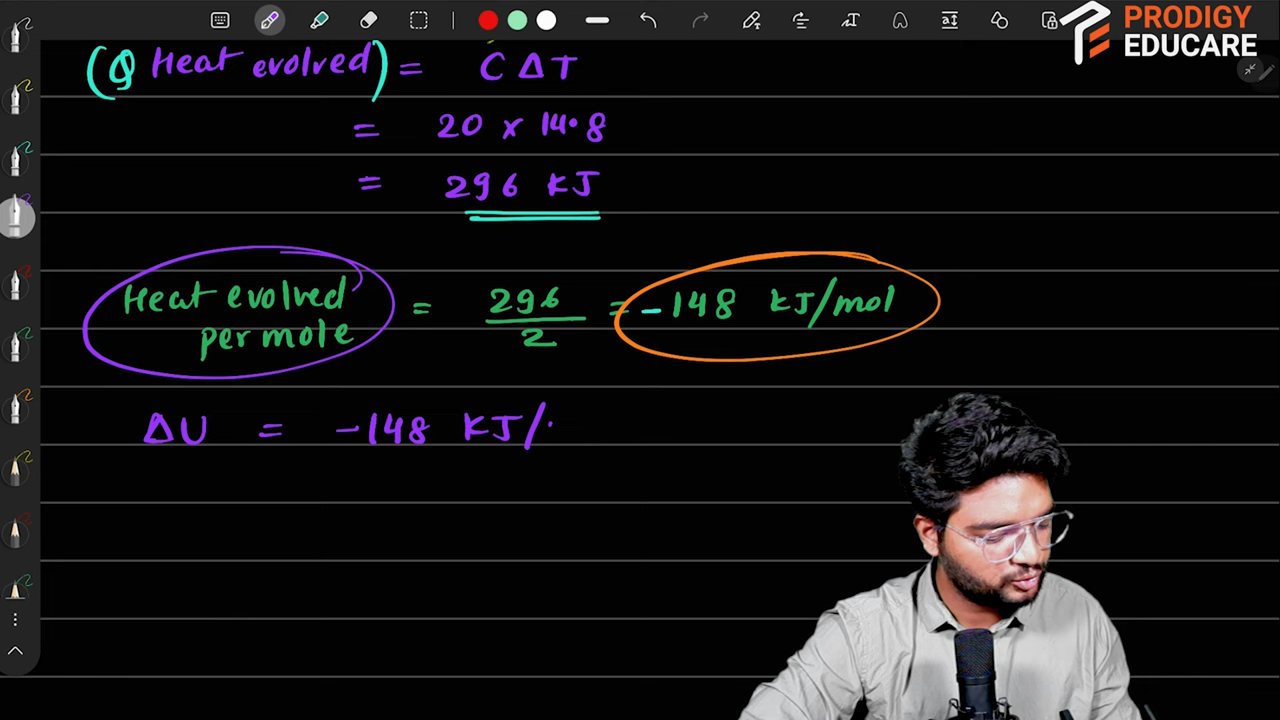 PRODIGY
EDUCARE
(Q Heat evolved) = C Δ T
= 20 x 14.8
= 296 KJ
Heat evolved per mole = 296/2 = -148 KJ/mol
ΔU = -148 KJ/